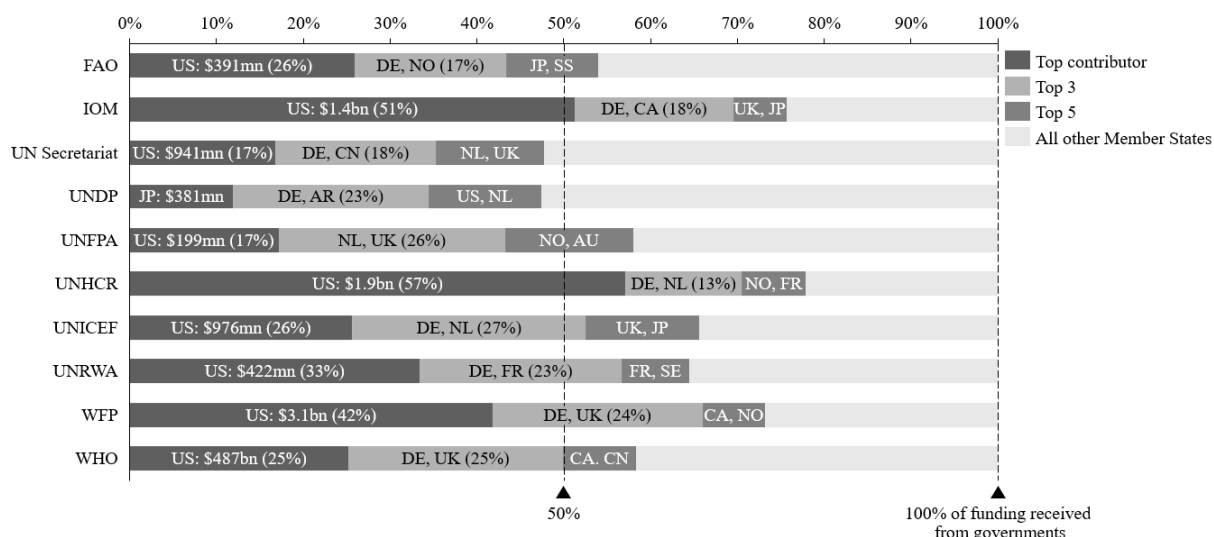 0% 10% 20% 30% 40% 50% 60% 70% 80% 90% 100%
FAO US: $391mn (26%) DE, NO (17%) JP, SS
IOM US: $1.4bn (51%) DE, CA (18%) UK, JP
UN Secretariat US: $941mn (17%) DE, CN (18%) NL, UK
UNDP JP: $381mn DE, AR (23%) US, NL
UNFPA US: $199mn (17%) NL, UK (26%) NO, AU
UNHCR US: $1.9bn (57%) DE, NL (13%) NO, FR
UNICEF US: $976mn (26%) DE, NL (27%) UK, JP
UNRWA US: $422mn (33%) DE, FR (23%) FR, SE
WFP US: $3.1bn (42%) DE, UK (24%) CA, NO
WHO US: $487bn (25%) DE, UK (25%) CA. CN
Top contributor
Top 3
Top 5
All other Member States
50%
100% of funding received
from governments